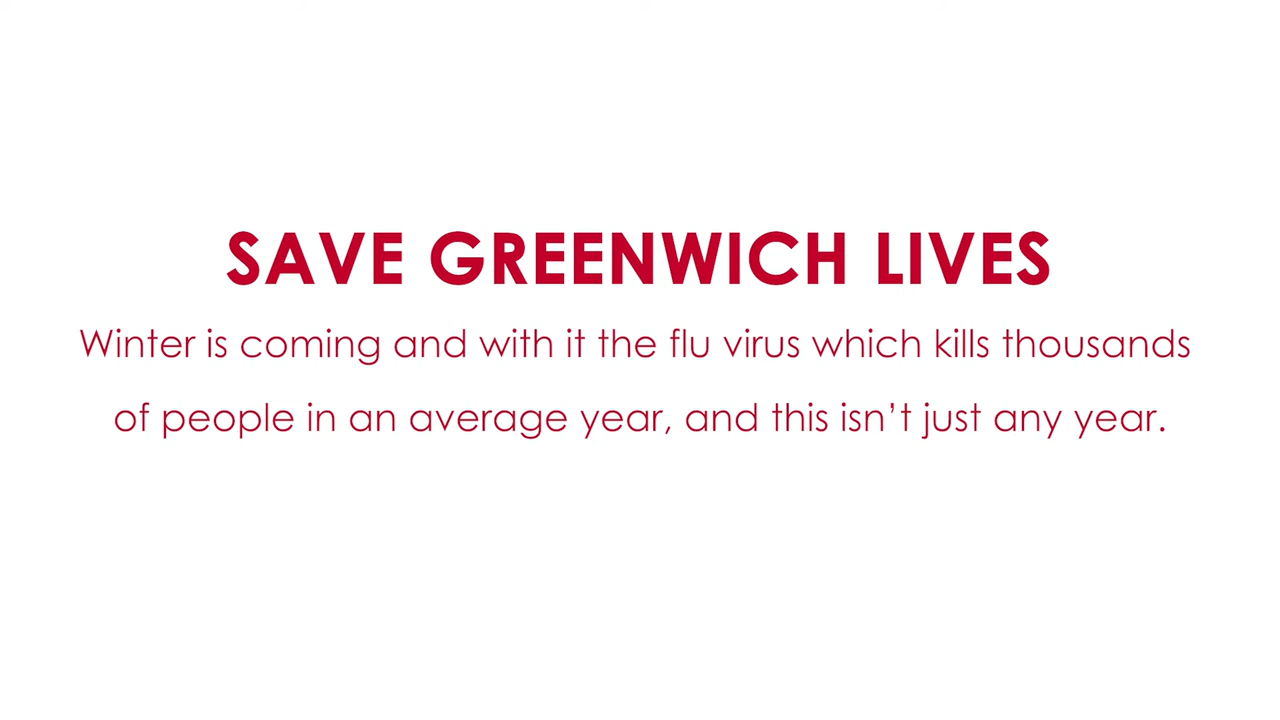 SAVE GREENWICH LIVES
Winter is coming and with it the flu virus which kills thousands
of people in an average year, and this isn’t just any year.